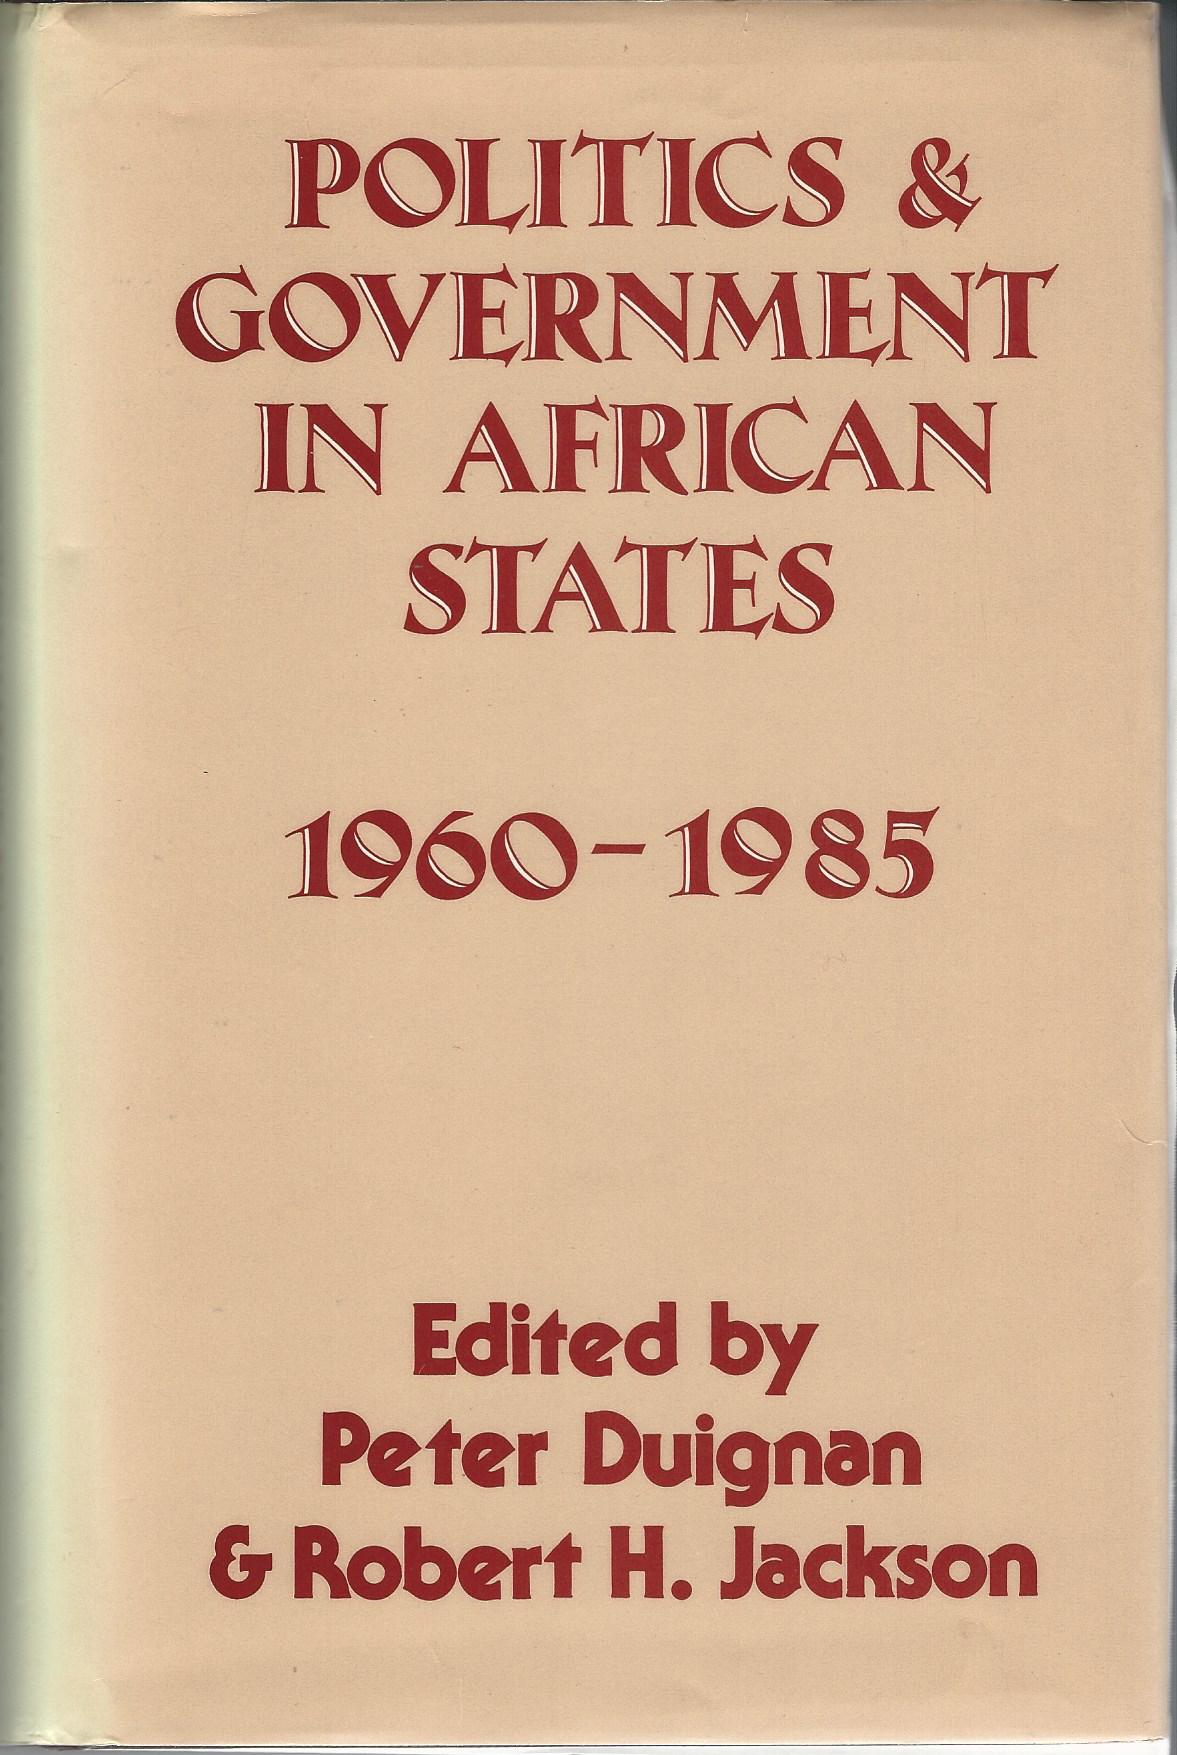 POLITICS &
GOVERNMENT
IN AFRICAN
STATES
1960–1985
Edited by
Peter Duignan
& Robert H. Jackson